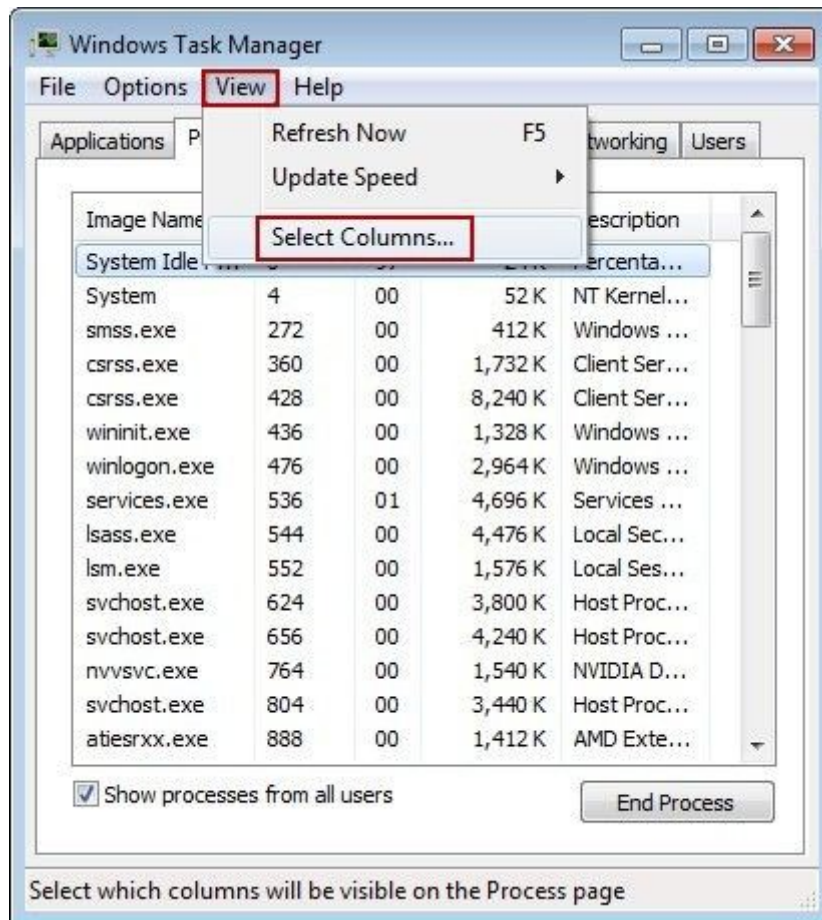 Windows Task Manager
File Options View Help
Refresh Now F5
Update Speed
Select Columns...
Applications Users
Image Name
System Idle
System 4 00 52 K NT Kernel...
smss.exe 272 00 412 K Windows ...
csrss.exe 360 00 1,732 K Client Ser...
csrss.exe 428 00 8,240 K Client Ser...
wininit.exe 436 00 1,328 K Windows ...
winlogon.exe 476 00 2,964 K Windows ...
services.exe 536 01 4,696 K Services ...
lsass.exe 544 00 4,476 K Local Sec...
lsm.exe 552 00 1,576 K Local Ses...
svchost.exe 624 00 3,800 K Host Proc...
svchost.exe 656 00 4,240 K Host Proc...
nvvsvc.exe 764 00 1,540 K NVIDIA D...
svchost.exe 804 00 3,440 K Host Proc...
atiesrxx.exe 888 00 1,412 K AMD Exte...
Show processes from all users End Process
Select which columns will be visible on the Process page